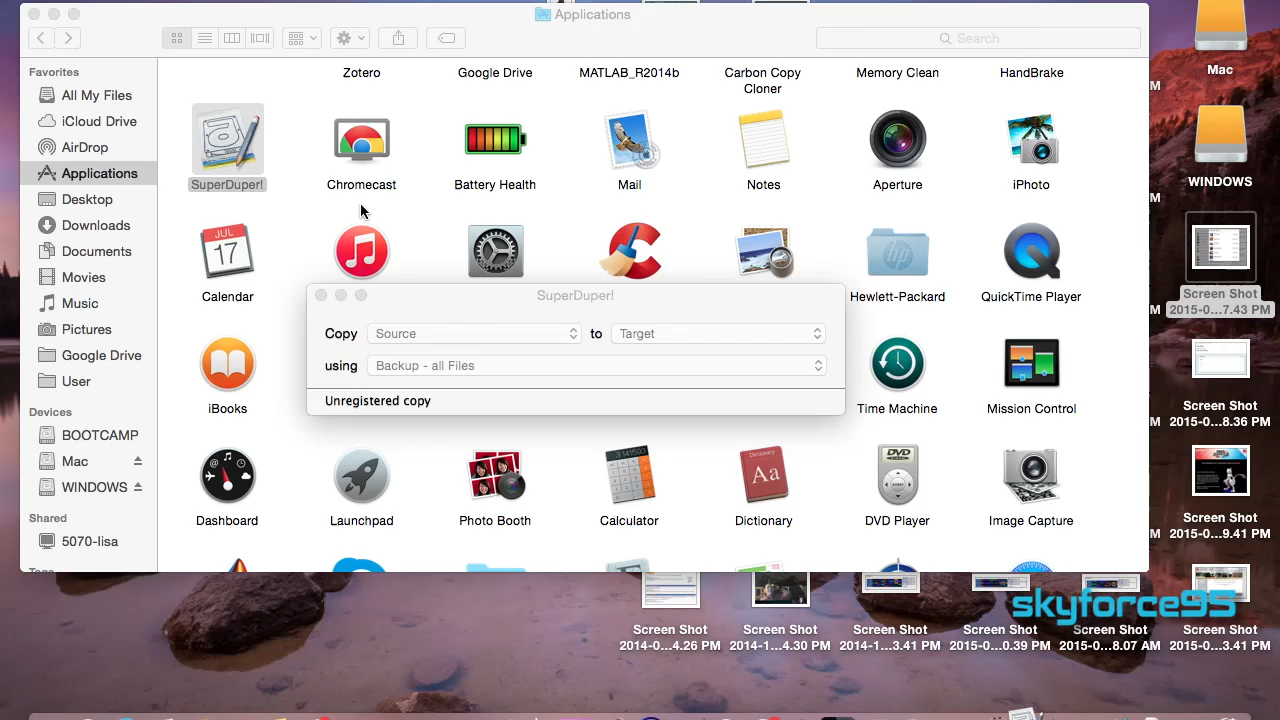 Applications
Search
Favorites
All My Files
iCloud Drive
AirDrop
Applications
Desktop
Downloads
Documents
Movies
Music
Pictures
Google Drive
User
Devices
BOOTCAMP
Mac
WINDOWS
Shared
5070-lisa
Zotero
Google Drive
MATLAB_R2014b
Carbon Copy
Cloner
Memory Clean
HandBrake
SuperDuper!
Chromecast
Battery Health
Mail
Notes
Aperture
iPhoto
JUL
17
Calendar
Hewlett-Packard
QuickTime Player
SuperDuper!
Copy
Source
to
Target
using
Backup - all Files
Unregistered copy
iBooks
Time Machine
Mission Control
Dashboard
Launchpad
Photo Booth
3.141593
Calculator
Dictionary
Aa
Dictionary
DVD
DVD Player
Image Capture
Mac
M
WINDOWS
M
Screen Shot
2015-0...7.43 PM
M
Screen Shot
2015-0...8.36 PM
M
Screen Shot
2015-0...9.41 PM
M
skyforce95
Screen Shot
2014-0...4.26 PM
Screen Shot
2014-1...4.30 PM
Screen Shot
2014-1...3.41 PM
Screen Shot
2015-0...0.39 PM
Screen Shot
2015-0...8.07 AM
Screen Shot
2015-0...3.41 PM